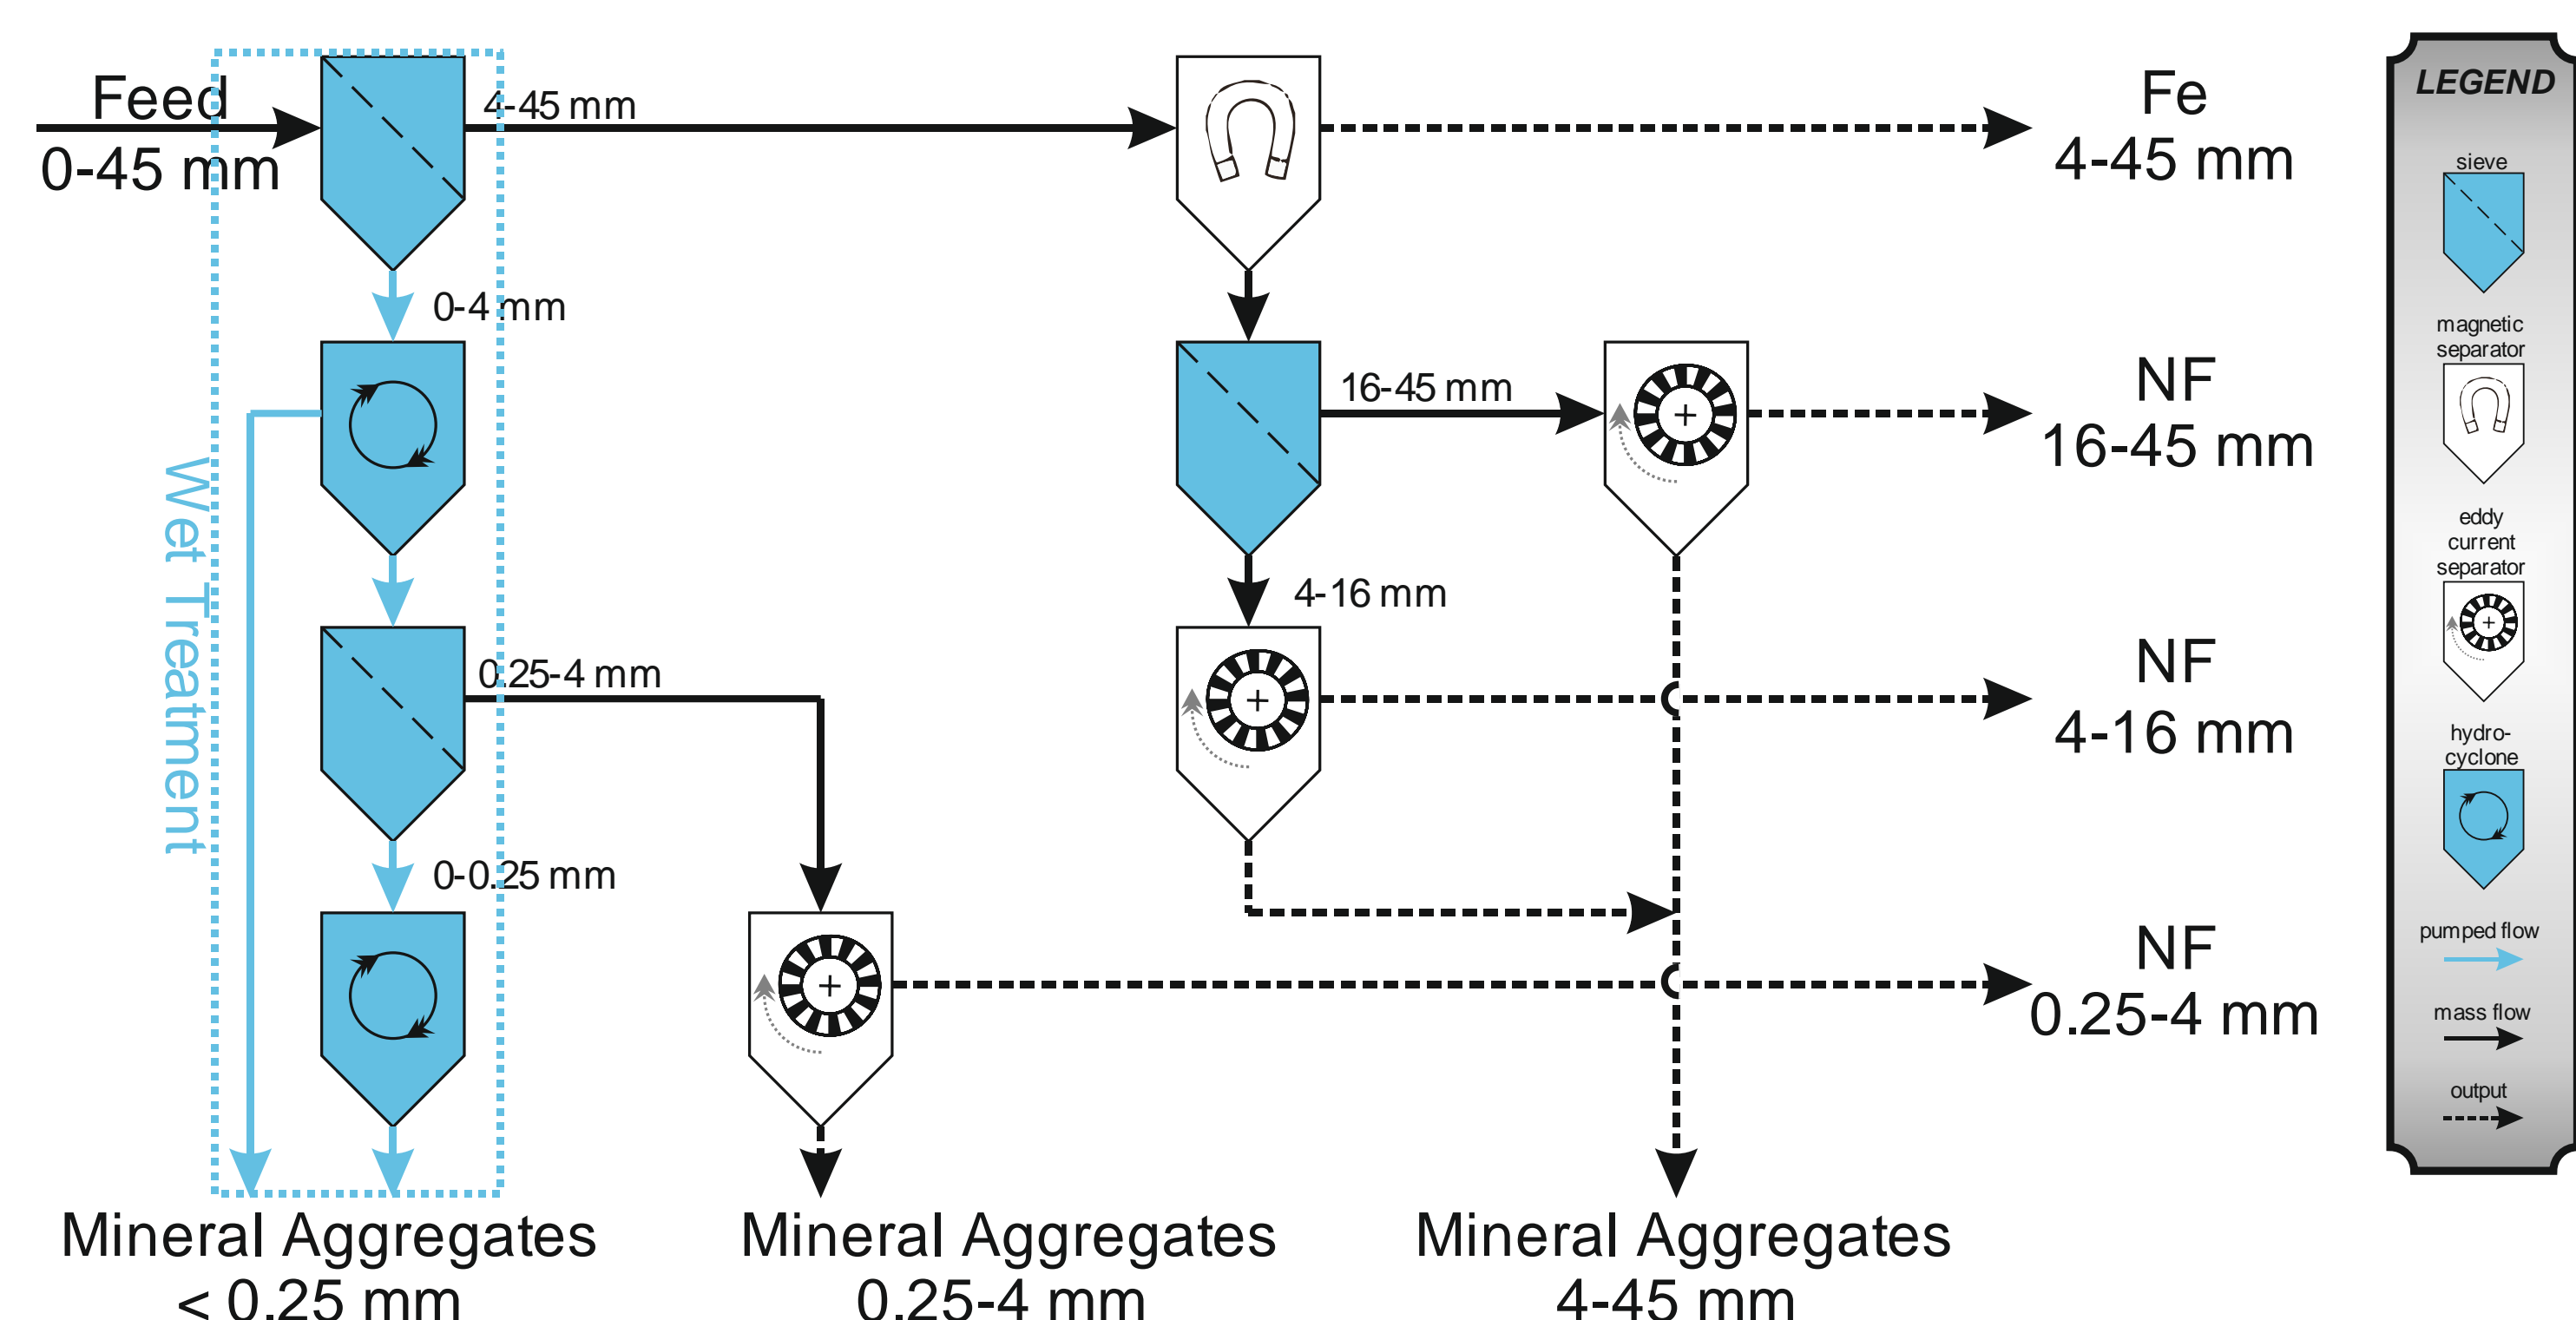 Feed
0-45 mm
4-45 mm
Fe
4-45 mm
0-4 mm
16-45 mm
NF
16-45 mm
Wet Treatment
4-16 mm
0.25-4 mm
NF
4-16 mm
0-0.25 mm
NF
0.25-4 mm
Mineral Aggregates
< 0.25 mm
Mineral Aggregates
0.25-4 mm
Mineral Aggregates
4-45 mm
LEGEND
sieve
magnetic
separator
eddy
current
separator
hydro-
cyclone
pumped flow
mass flow
output